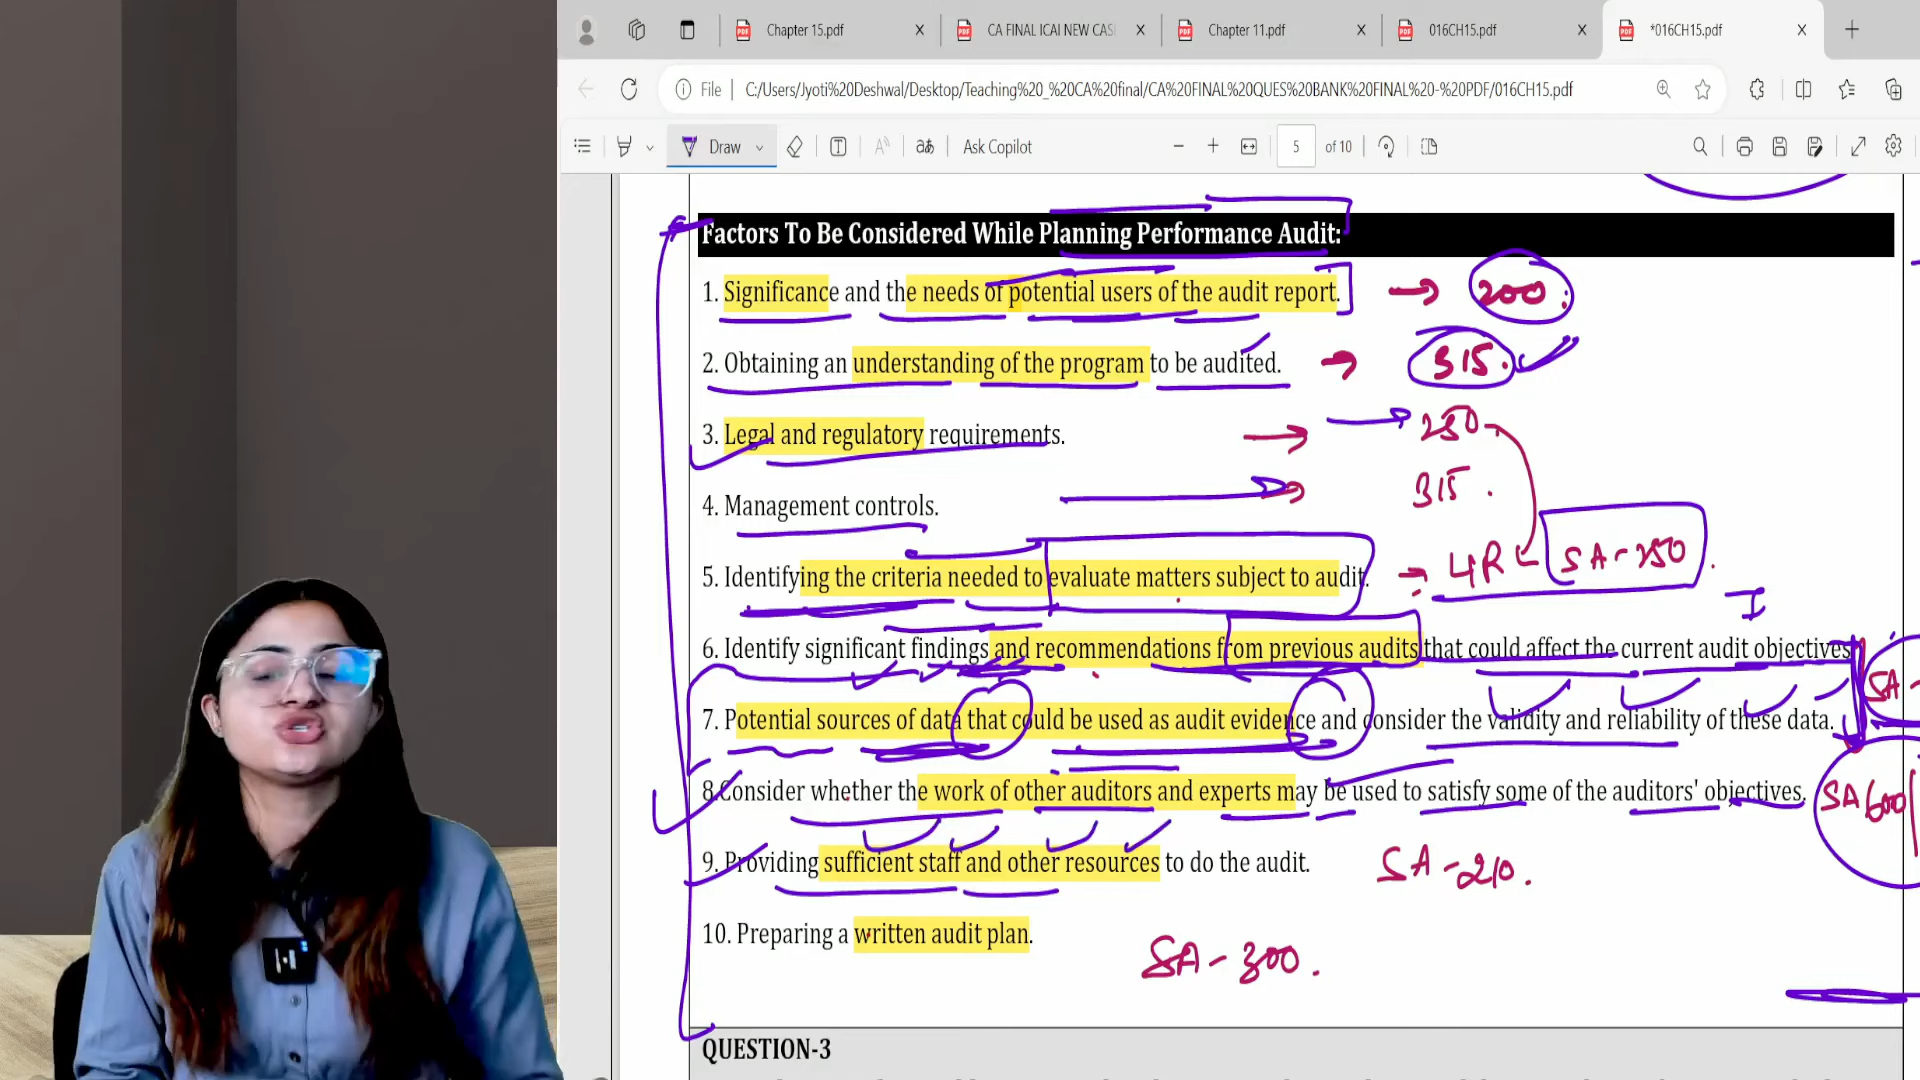 Chapter 15.pdf
CA FINAL ICAI NEW CAS
Chapter 11.pdf
016CH15.pdf
*016CH15.pdf
File
C:/Users/Jyoti%20Deshwal/Desktop/Teaching%20_%20CA%20final/CA%20FINAL%20QUES%20BANK%20FINAL%20-%20PDF/016CH15.pdf
Draw
Ask Copilot
5 of 10
Factors To Be Considered While Planning Performance Audit:
1. Significance and the needs of potential users of the audit report. → 200.
2. Obtaining an understanding of the program to be audited. → 315.
3. Legal and regulatory requirements. → 250
4. Management controls. → 315.
5. Identifying the criteria needed to evaluate matters subject to audit. → 4R SA-250.
I
6. Identify significant findings and recommendations from previous audits that could affect the current audit objectives
SA-
7. Potential sources of data that could be used as audit evidence and consider the validity and reliability of these data.
8.Consider whether the work of other auditors and experts may be used to satisfy some of the auditors' objectives. SA 600
9. Providing sufficient staff and other resources to do the audit. SA-210.
10. Preparing a written audit plan. SA-300.
QUESTION-3